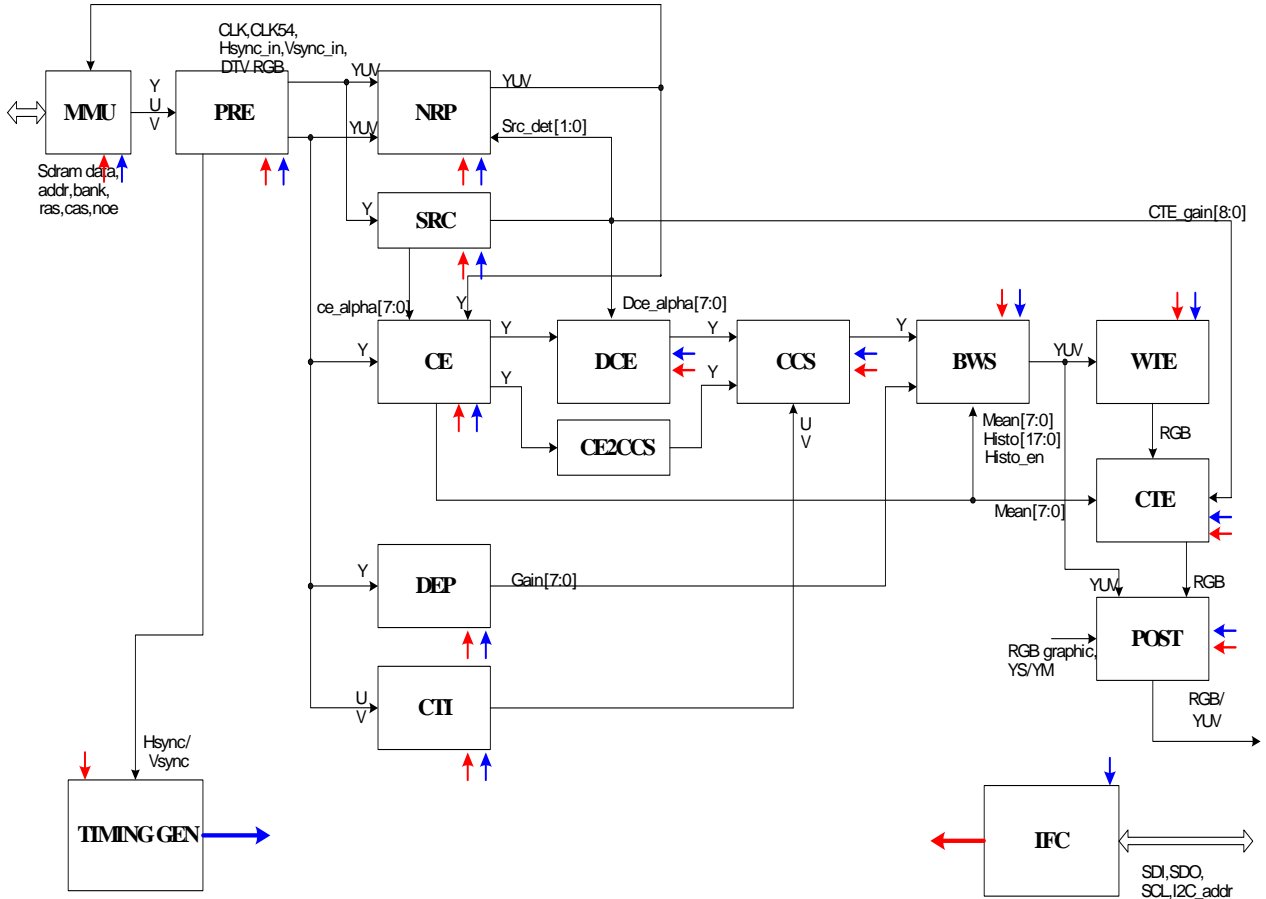 CLK,CLK54,
Hsync_in,Vsync_in,
DTV RGB
Y
U
V
YUV
YUV
MMU
PRE
NRP
YUV
Src_det[1:0]
Sdram data,
addr,bank,
ras,cas,noe
Y
SRC
CTE_gain[8:0]
ce_alpha[7:0]
Y
Dce_alpha[7:0]
Y
CE
Y
DCE
Y
CCS
Y
BWS
YUV
WTE
Y
Y
CE2CCS
U
V
Mean[7:0]
Histo[17:0]
Histo_en
RGB
Mean[7:0]
CTE
Y
DEP
Gain[7:0]
YUV
RGB
POST
RGB graphic,
YS/YM
U
V
CTI
RGB/
YUV
Hsync/
Vsync
TIMING GEN
IFC
SDI,SDO,
SCL,I2C_addr